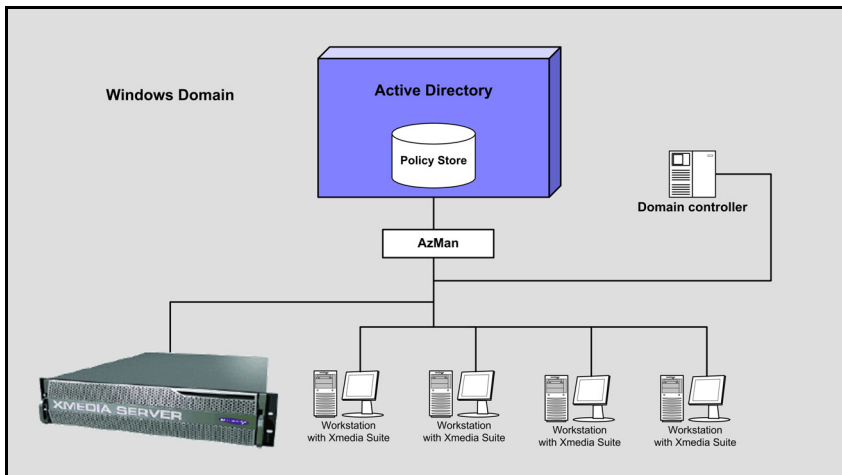 Windows Domain
Active Directory
Policy Store
Domain controller
AzMan
XMEDIA SERVER
Workstation
with Xmedia Suite
Workstation
with Xmedia Suite
Workstation
with Xmedia Suite
Workstation
with Xmedia Suite